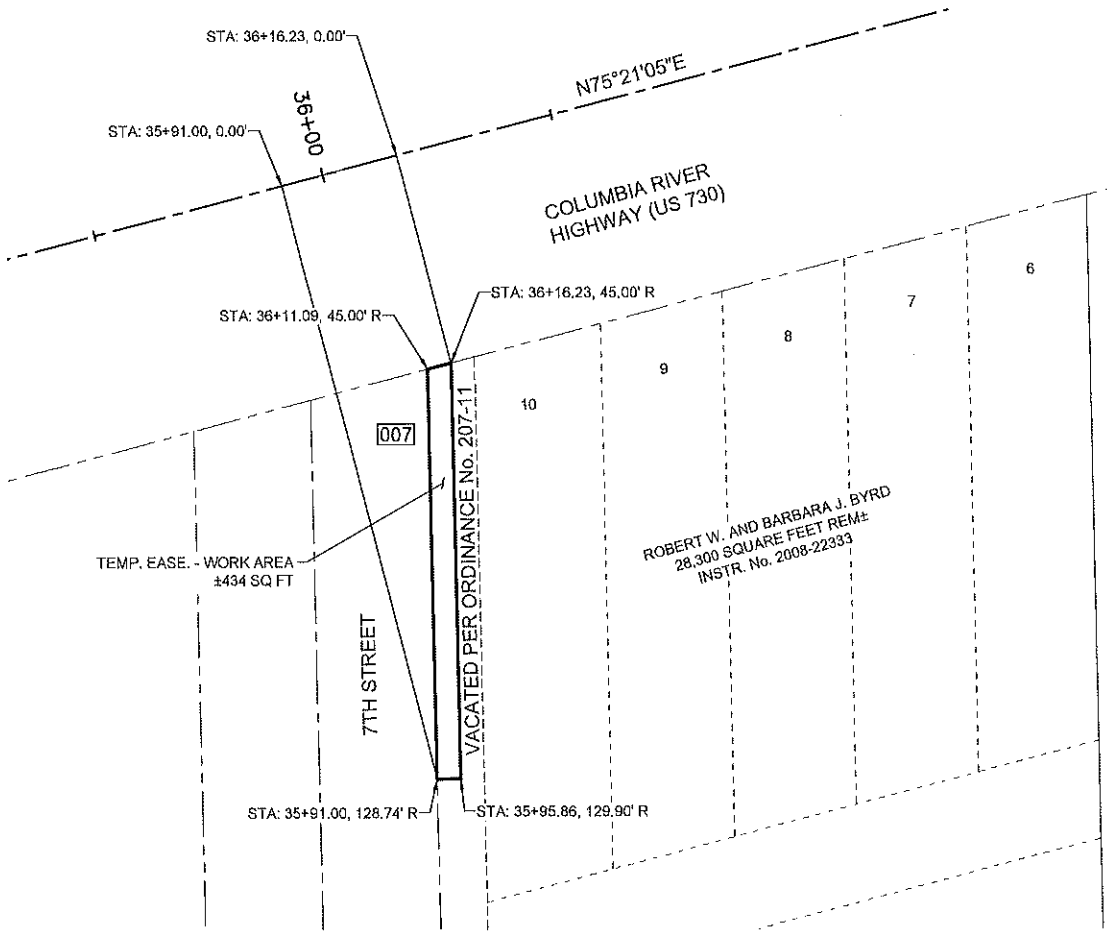 STA: 36+16.23, 0.00'
N75°21'05"E
36+00
STA: 35+91.00, 0.00'
COLUMBIA RIVER
HIGHWAY (US 730)
6
STA: 36+16.23, 45.00' R
7
STA: 36+11.09, 45.00' R
8
9
10
007
VACATED PER ORDINANCE No. 207-11
ROBERT W. AND BARBARA J. BYRD
28,300 SQUARE FEET REM±
INSTR. No. 2008-22333
TEMP. EASE. - WORK AREA
±434 SQ FT
7TH STREET
STA: 35+91.00, 128.74' R
STA: 35+95.86, 129.90' R